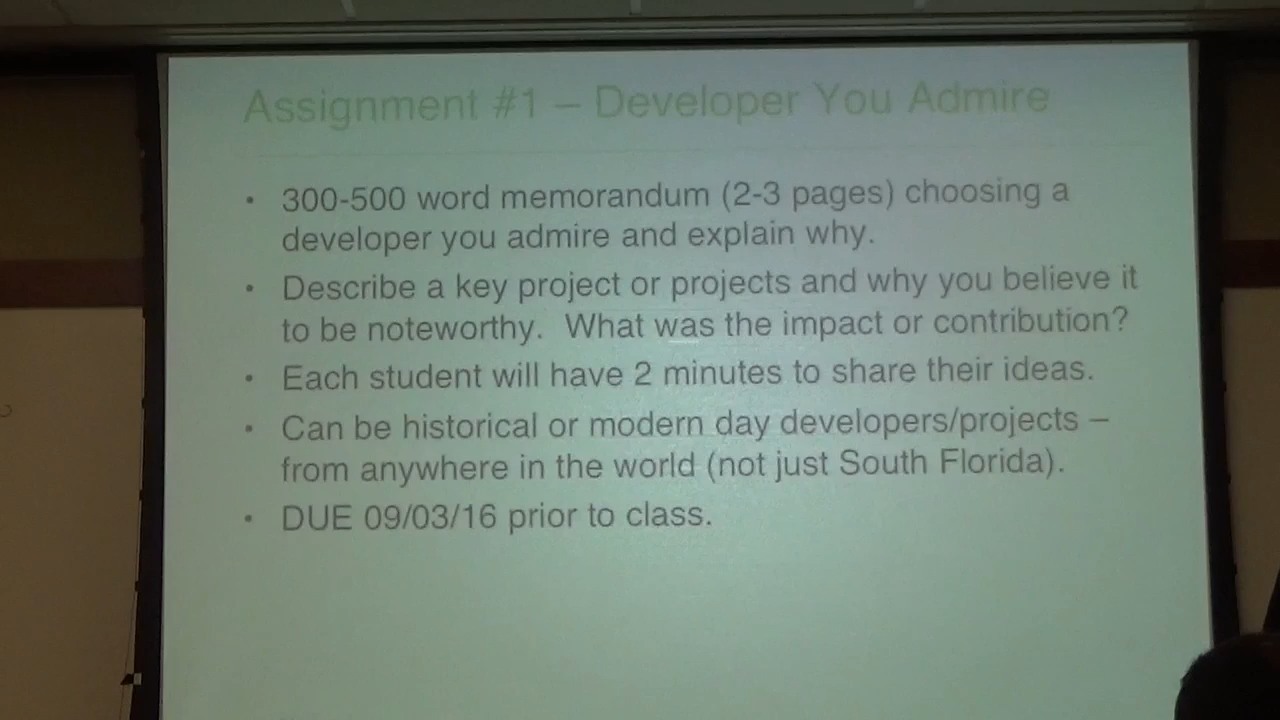 Assignment #1 – Developer You Admire
• 300-500 word memorandum (2-3 pages) choosing a
developer you admire and explain why.
• Describe a key project or projects and why you believe it
to be noteworthy.  What was the impact or contribution?
• Each student will have 2 minutes to share their ideas.
• Can be historical or modern day developers/projects –
from anywhere in the world (not just South Florida).
• DUE 09/03/16 prior to class.